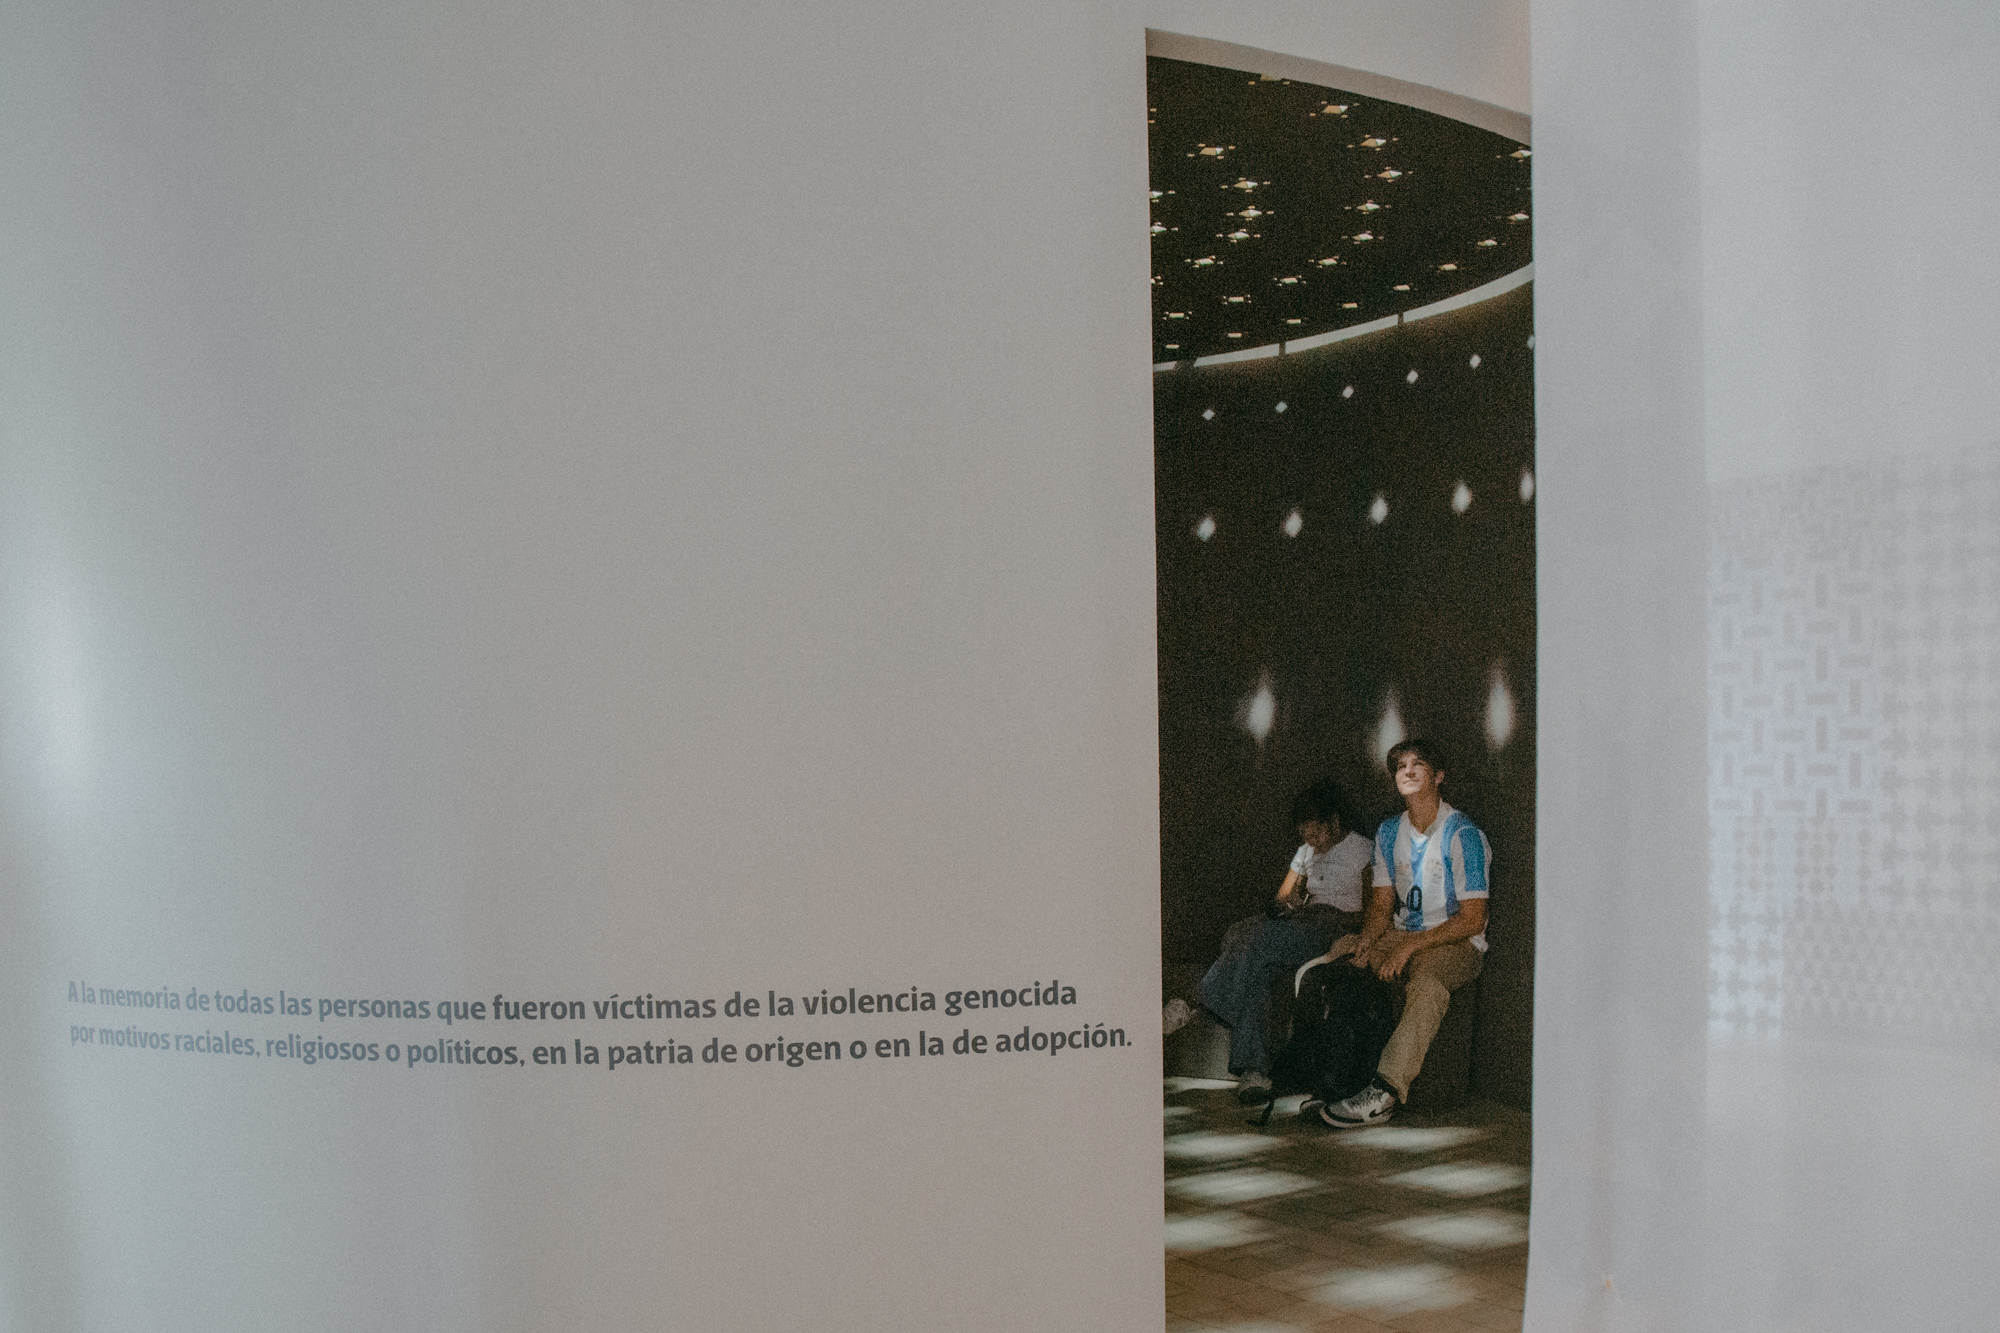 A la memoria de todas las personas que fueron víctimas de la violencia genocida
por motivos raciales, religiosos o políticos, en la patria de origen o en la de adopción.
10